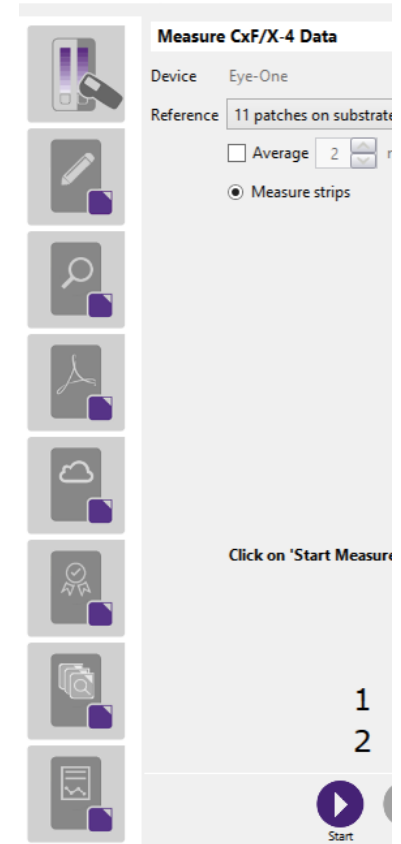 Measure CxF/X-4 Data
Device Eye-One
Reference 11 patches on substrate
Average 2
Measure strips
Click on 'Start Measure
1
2
Start